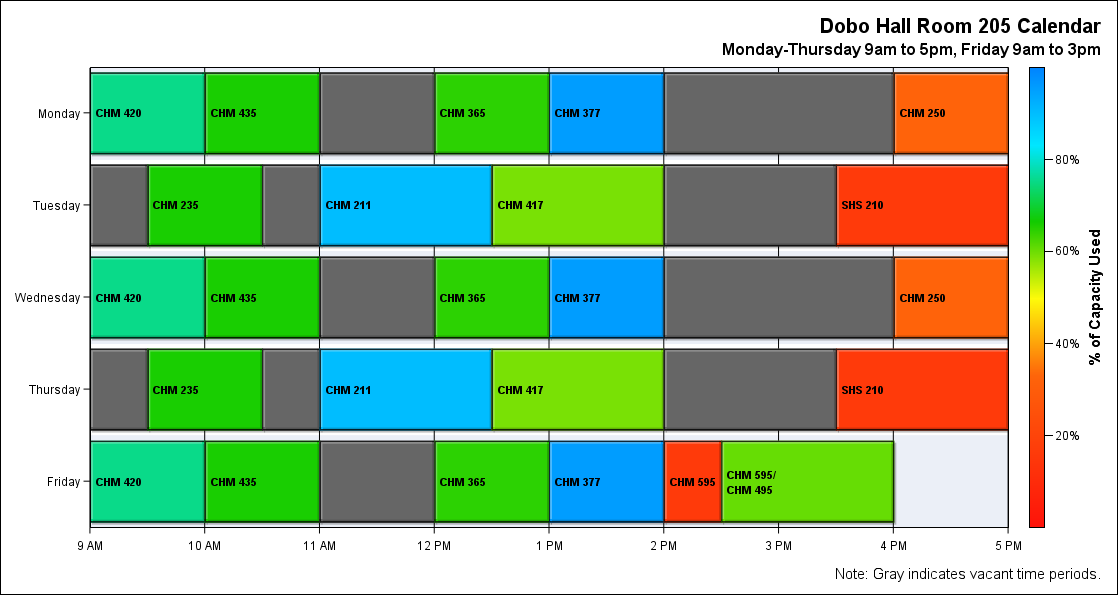 Dobo Hall Room 205 Calendar
Monday-Thursday 9am to 5pm, Friday 9am to 3pm
Monday
CHM 420
CHM 435
CHM 365
CHM 377
CHM 250
Tuesday
CHM 235
CHM 211
CHM 417
SHS 210
Wednesday
CHM 420
CHM 435
CHM 365
CHM 377
CHM 250
Thursday
CHM 235
CHM 211
CHM 417
SHS 210
Friday
CHM 420
CHM 435
CHM 365
CHM 377
CHM 595
CHM 595/
CHM 495
9 AM
10 AM
11 AM
12 PM
1 PM
2 PM
3 PM
4 PM
5 PM
80%
60%
40%
20%
% of Capacity Used
Note: Gray indicates vacant time periods.